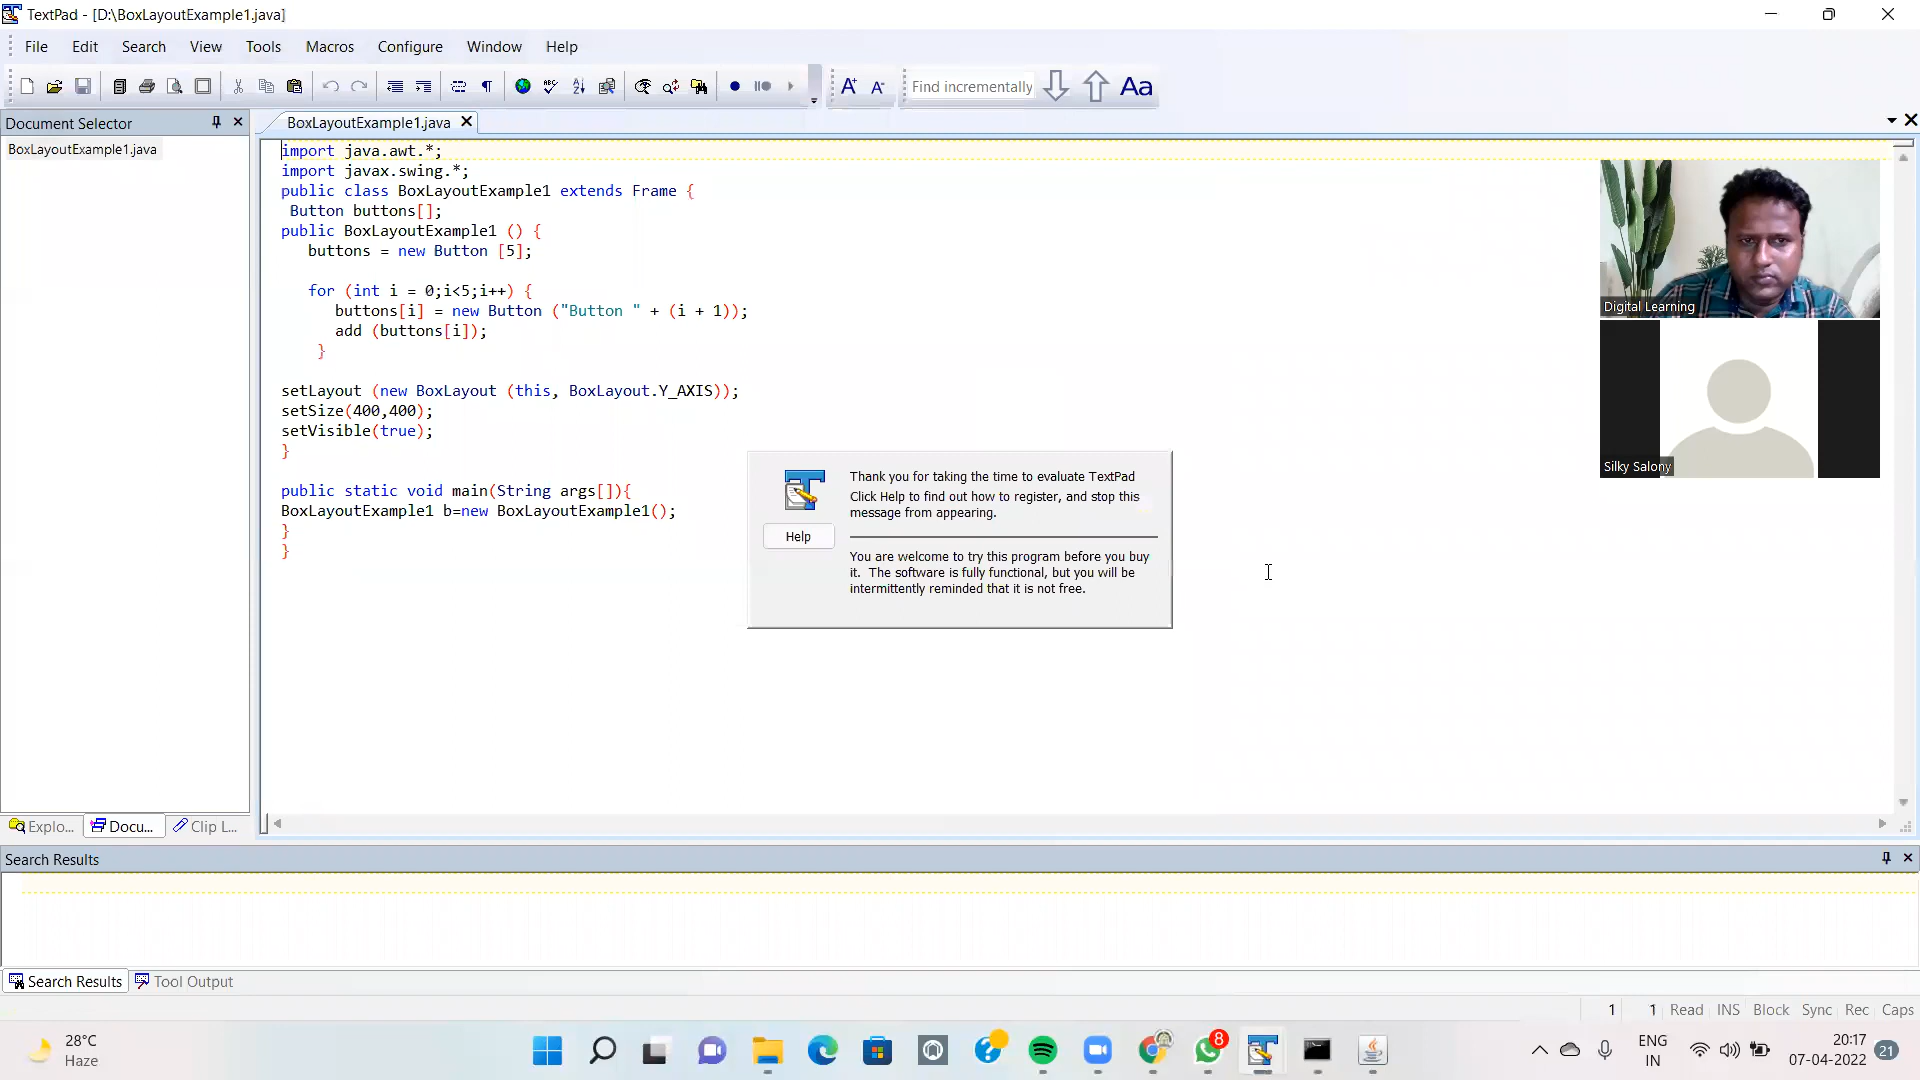 TextPad - [D:\BoxLayoutExample1.java]
File Edit Search View Tools Macros Configure Window Help
Find incrementally
Aa
Document Selector
BoxLayoutExample1.java
BoxLayoutExample1.java
import java.awt.*;
import javax.swing.*;
public class BoxLayoutExample1 extends Frame {
Button buttons[];
public BoxLayoutExample1 () {
buttons = new Button [5];
for (int i = 0;i<5;i++) {
buttons[i] = new Button ("Button " + (i + 1));
add (buttons[i]);
}
setLayout (new BoxLayout (this, BoxLayout.Y_AXIS));
setSize(400,400);
setVisible(true);
}
public static void main(String args[]){
BoxLayoutExample1 b=new BoxLayoutExample1();
}
}
Thank you for taking the time to evaluate TextPad
Click Help to find out how to register, and stop this
message from appearing.
Help
You are welcome to try this program before you buy
it. The software is fully functional, but you will be
intermittently reminded that it is not free.
Digital Learning
Silky Salony
Explo... Docu... Clip L...
Search Results
Search Results Tool Output
1 1 Read INS Block Sync Rec Caps
28°C
Haze
8
ENG
IN
20:17
07-04-2022
21